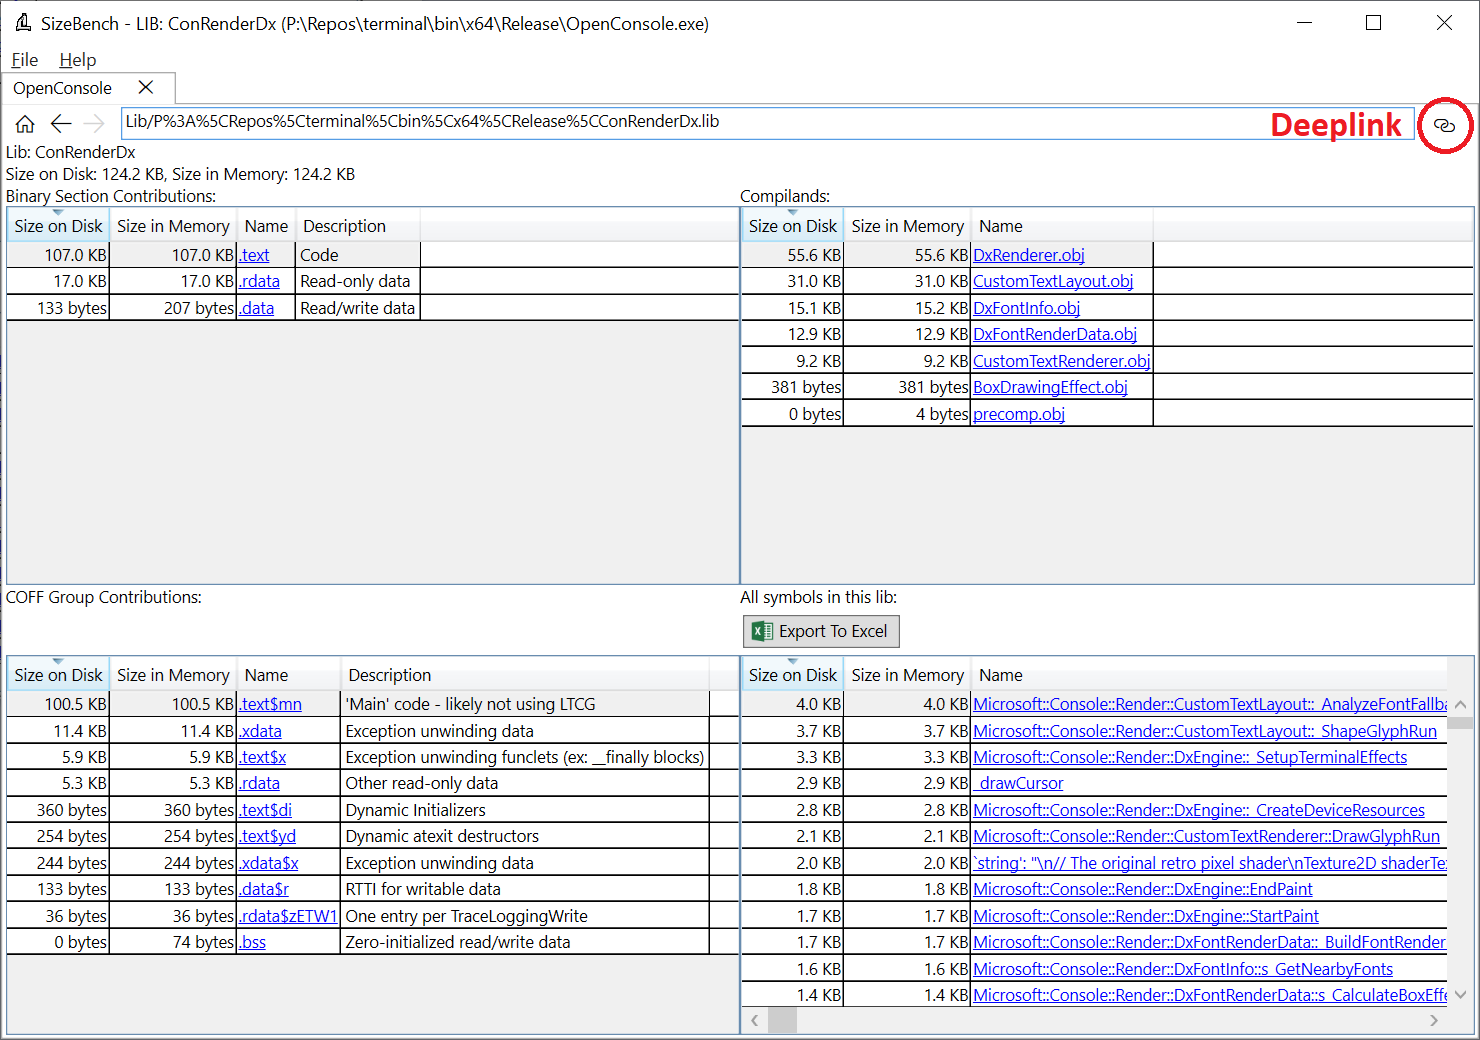 SizeBench - LIB: ConRenderDx (P:\Repos\terminal\bin\x64\Release\OpenConsole.exe)
File Help
OpenConsole
Lib/P%3A%5CRepos%5Cterminal%5Cbin%5Cx64%5CRelease%5CConRenderDx.lib Deeplink
Lib: ConRenderDx
Size on Disk: 124.2 KB, Size in Memory: 124.2 KB
Binary Section Contributions:
Size on Disk Size in Memory Name Description
107.0 KB 107.0 KB .text Code
17.0 KB 17.0 KB .rdata Read-only data
133 bytes 207 bytes .data Read/write data
Compilands:
Size on Disk Size in Memory Name
55.6 KB 55.6 KB DxRenderer.obj
31.0 KB 31.0 KB CustomTextLayout.obj
15.1 KB 15.2 KB DxFontInfo.obj
12.9 KB 12.9 KB DxFontRenderData.obj
9.2 KB 9.2 KB CustomTextRenderer.obj
381 bytes 381 bytes BoxDrawingEffect.obj
0 bytes 4 bytes precomp.obj
COFF Group Contributions:
Size on Disk Size in Memory Name Description
100.5 KB 100.5 KB .text$mn 'Main' code - likely not using LTCG
11.4 KB 11.4 KB .xdata Exception unwinding data
5.9 KB 5.9 KB .text$x Exception unwinding funclets (ex: __finally blocks)
5.3 KB 5.3 KB .rdata Other read-only data
360 bytes 360 bytes .text$di Dynamic Initializers
254 bytes 254 bytes .text$yd Dynamic atexit destructors
244 bytes 244 bytes .xdata$x Exception unwinding data
133 bytes 133 bytes .data$r RTTI for writable data
36 bytes 36 bytes .rdata$zETW1 One entry per TraceLoggingWrite
0 bytes 74 bytes .bss Zero-initialized read/write data
All symbols in this lib:
Export To Excel
Size on Disk Size in Memory Name
4.0 KB 4.0 KB Microsoft::Console::Render::CustomTextLayout::_AnalyzeFontFallba
3.7 KB 3.7 KB Microsoft::Console::Render::CustomTextLayout::_ShapeGlyphRun
3.3 KB 3.3 KB Microsoft::Console::Render::DxEngine::_SetupTerminalEffects
2.9 KB 2.9 KB _drawCursor
2.8 KB 2.8 KB Microsoft::Console::Render::DxEngine::_CreateDeviceResources
2.1 KB 2.1 KB Microsoft::Console::Render::CustomTextRenderer::DrawGlyphRun
2.0 KB 2.0 KB `string': "\n// The original retro pixel shader\nTexture2D shaderTe
1.8 KB 1.8 KB Microsoft::Console::Render::DxEngine::EndPaint
1.7 KB 1.7 KB Microsoft::Console::Render::DxEngine::StartPaint
1.7 KB 1.7 KB Microsoft::Console::Render::DxFontRenderData::_BuildFontRender
1.6 KB 1.6 KB Microsoft::Console::Render::DxFontInfo::s_GetNearbyFonts
1.4 KB 1.4 KB Microsoft::Console::Render::DxFontRenderData::s_CalculateBoxEffe